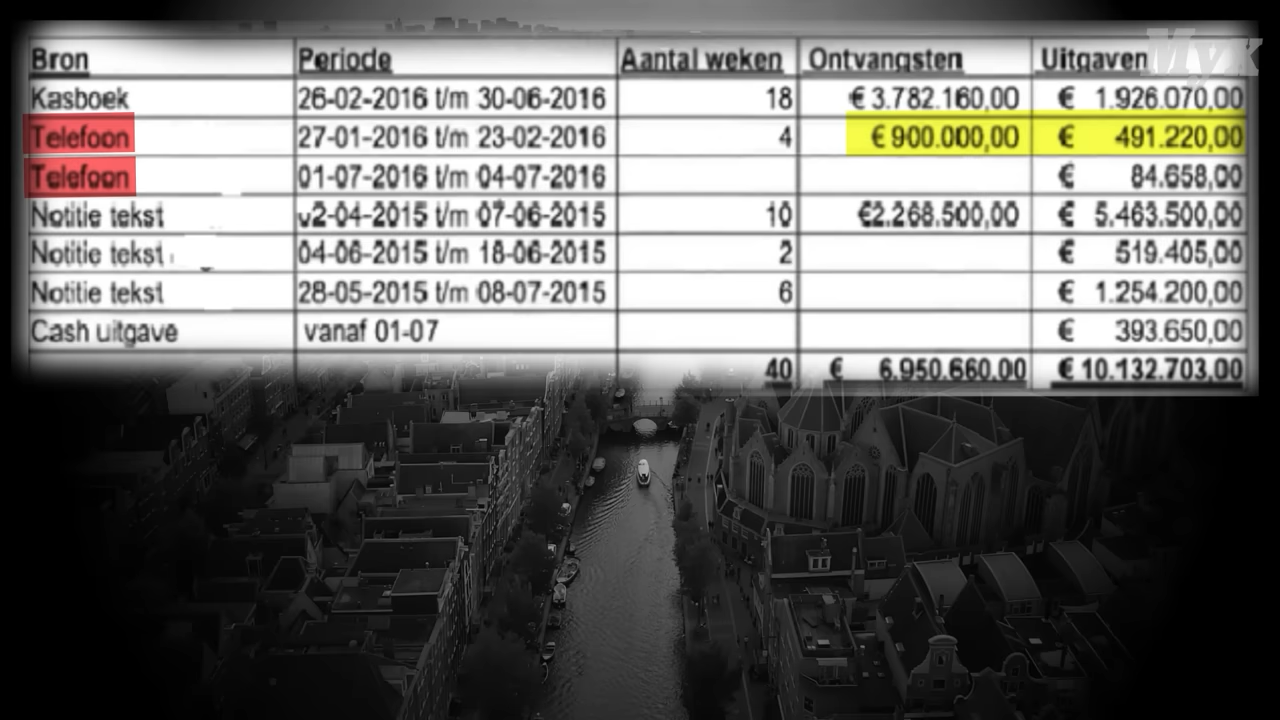 Myk
Bron Periode Aantal weken Ontvangsten Uitgaven
Kasboek 26-02-2016 t/m 30-06-2016 18 € 3.782.160,00 € 1.926.070,00
Telefoon 27-01-2016 t/m 23-02-2016 4 € 900.000,00 € 491.220,00
Telefoon 01-07-2016 t/m 04-07-2016 € 84.658,00
Notitie tekst 2-04-2015 t/m 07-06-2015 10 €2.268.500,00 € 5.463.500,00
Notitie tekst 04-06-2015 t/m 18-06-2015 2 € 519.405,00
Notitie tekst 28-05-2015 t/m 08-07-2015 6 € 1.254.200,00
Cash uitgave vanaf 01-07 € 393.650,00
40 € 6.950.660,00 € 10.132.703,00